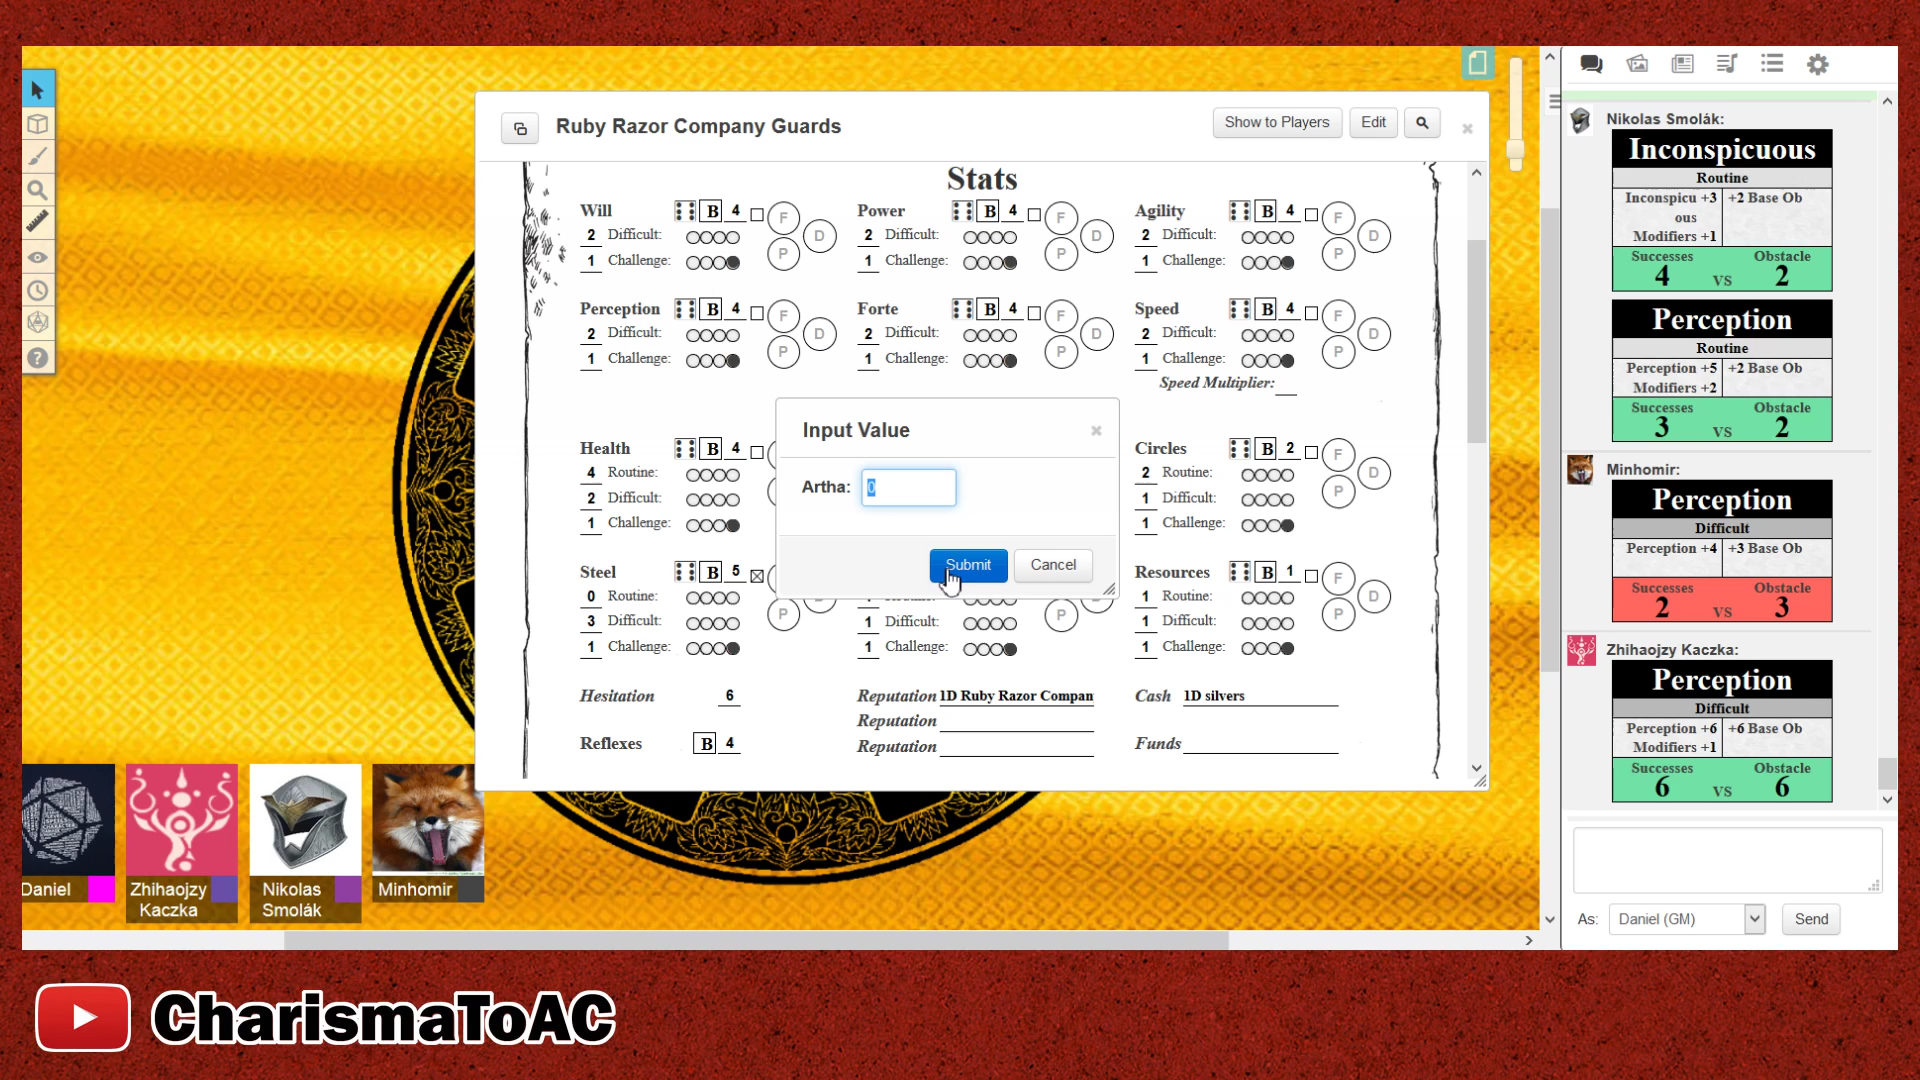 Ruby Razor Company Guards
Show to Players
Edit
Stats
Will B 4 F D P
2 Difficult:
1 Challenge:
Power B 4 F D P
2 Difficult:
1 Challenge:
Agility B 4 F D P
2 Difficult:
1 Challenge:
Perception B 4 F D P
2 Difficult:
1 Challenge:
Forte B 4 F D P
2 Difficult:
1 Challenge:
Speed B 4 F D P
2 Difficult:
1 Challenge:
Speed Multiplier:
Health B 4
4 Routine:
2 Difficult:
1 Challenge:
Circles B 2 F D P
2 Routine:
1 Difficult:
1 Challenge:
Steel B 5
0 Routine:
3 Difficult:
1 Challenge:
P
1 Difficult:
1 Challenge:
P
Resources B 1 F D P
1 Routine:
1 Difficult:
1 Challenge:
Hesitation 6
Reputation 1D Ruby Razor Compan
Cash 1D silvers
Reputation
Reflexes B 4
Reputation
Funds
Input Value
Artha: 0
Submit
Cancel
Nikolas Smolák:
Inconspicuous
Routine
Inconspicu +3 +2 Base Ob
ous
Modifiers +1
Successes Obstacle
4 VS 2
Perception
Routine
Perception +5 +2 Base Ob
Modifiers +2
Successes Obstacle
3 VS 2
Minhomir:
Perception
Difficult
Perception +4 +3 Base Ob
Successes Obstacle
2 VS 3
Zhihaojzy Kaczka:
Perception
Difficult
Perception +6 +6 Base Ob
Modifiers +1
Successes Obstacle
6 VS 6
As: Daniel (GM)
Send
Daniel
Zhihaojzy
Kaczka
Nikolas
Smolák
Minhomir
CharismaToAC